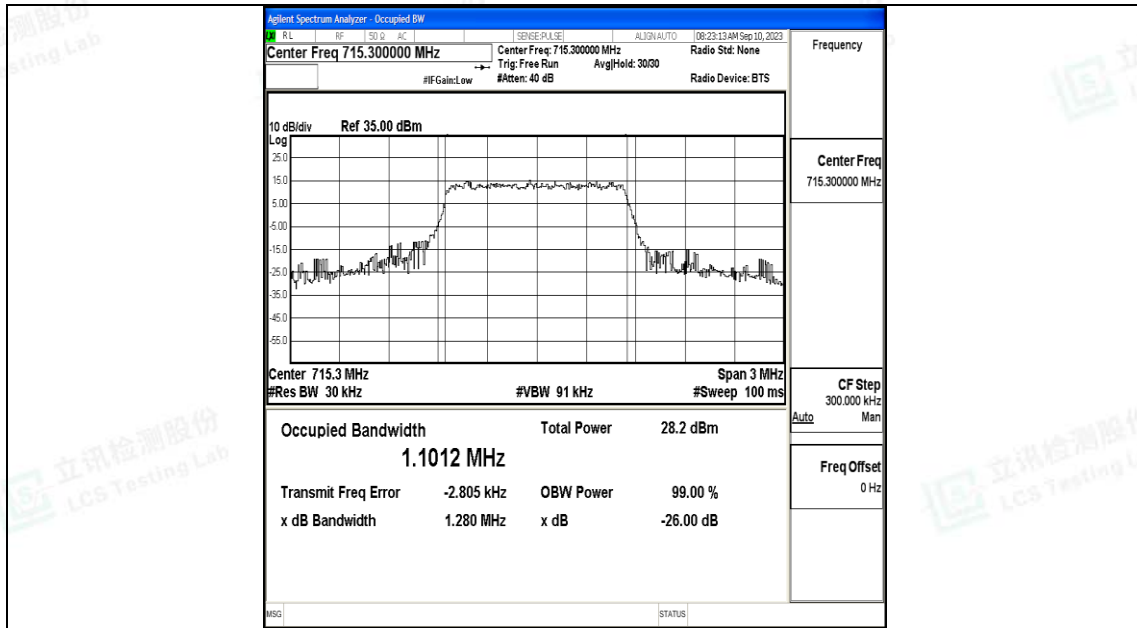 Agilent Spectrum Analyzer - Occupied BW
RL RF 50 Ω AC SENSE:PULSE ALIGN AUTO 08:23:13 AM Sep 10, 2023
Center Freq 715.300000 MHz
Center Freq: 715.300000 MHz
Radio Std: None
Trig: Free Run Avg|Hold: 30/30
#IFGain:Low
#Atten: 40 dB
Radio Device: BTS
10 dB/div Ref 35.00 dBm
Log
25.0
15.0
5.00
-5.00
-15.0
-25.0
-35.0
-45.0
-55.0
Center 715.3 MHz Span 3 MHz
#Res BW 30 kHz #VBW 91 kHz #Sweep 100 ms
Occupied Bandwidth Total Power 28.2 dBm
1.1012 MHz
Transmit Freq Error -2.805 kHz OBW Power 99.00 %
x dB Bandwidth 1.280 MHz x dB -26.00 dB
MSG STATUS
Frequency
Center Freq
715.300000 MHz
CF Step
300.000 kHz
Auto Man
Freq Offset
0 Hz
立讯检测股份
LCS Testing Lab
立讯检测股份